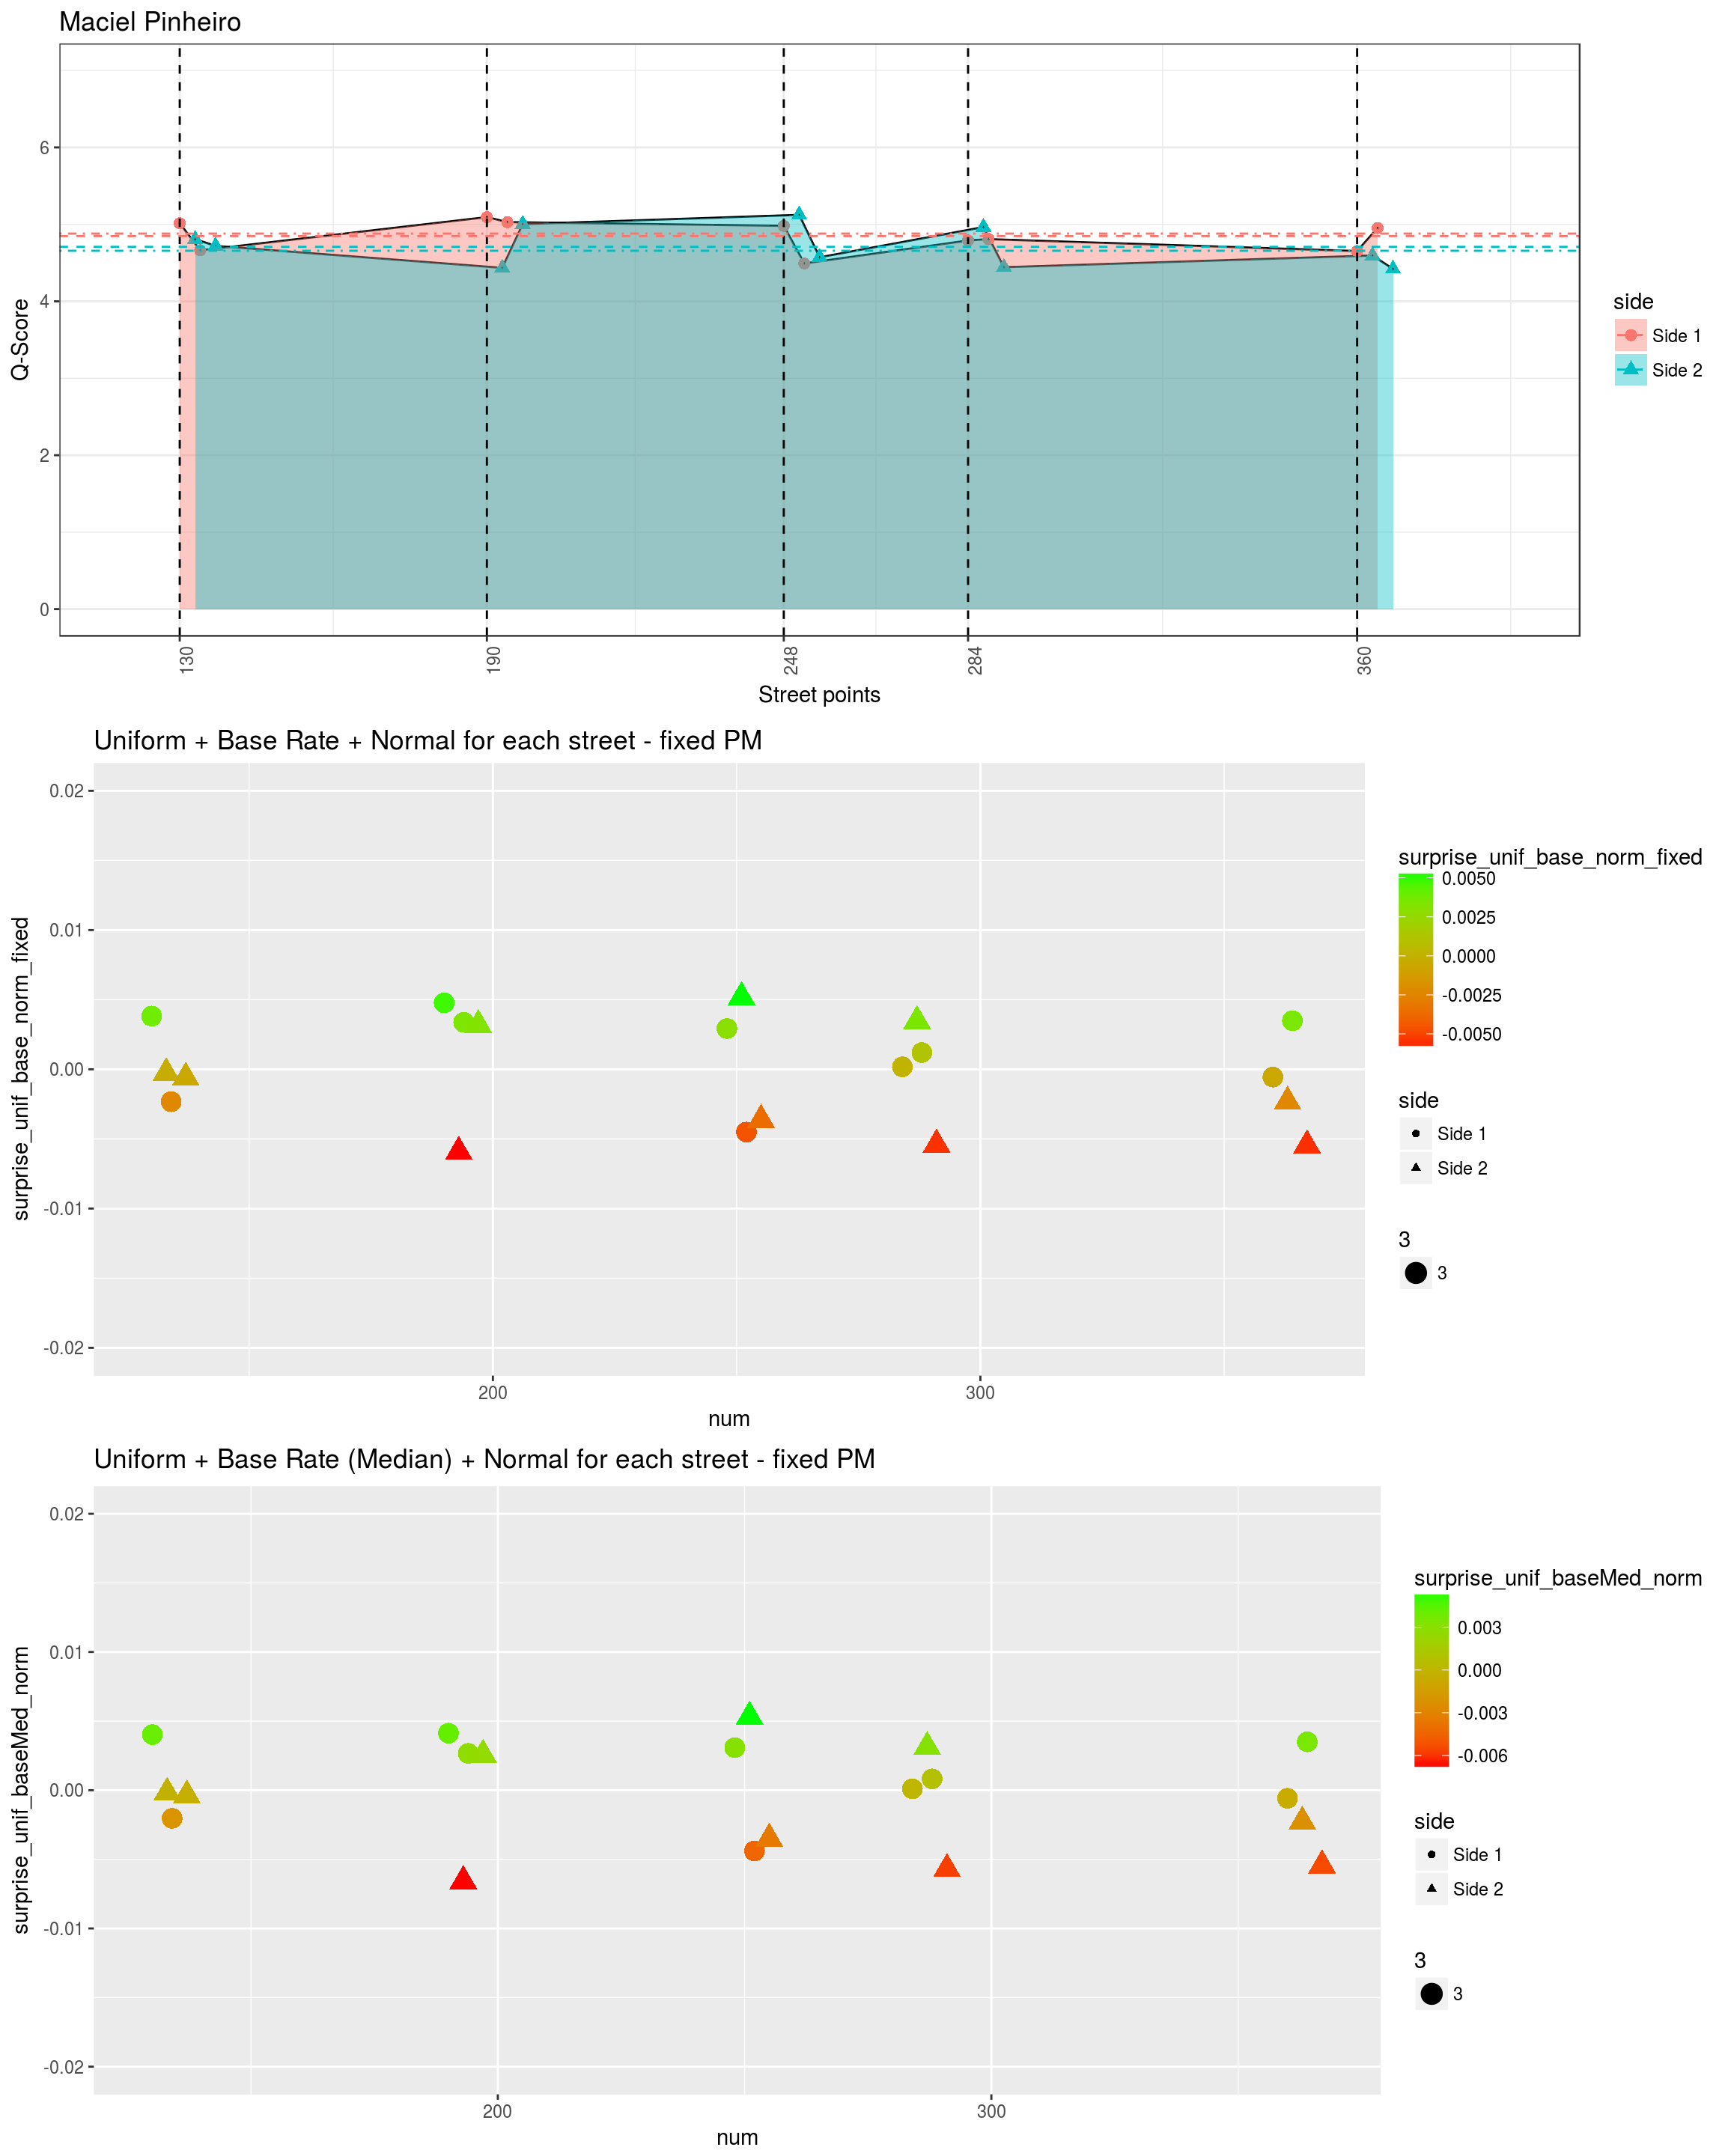 Maciel Pinheiro
6
4
2
0
Q-Score
130
190
248
284
360
Street points
side
Side 1
Side 2
Uniform + Base Rate + Normal for each street - fixed PM
0.02
0.01
0.00
-0.01
-0.02
surprise_unif_base_norm_fixed
200
300
num
surprise_unif_base_norm_fixed
0.0050
0.0025
0.0000
-0.0025
-0.0050
side
Side 1
Side 2
3
3
Uniform + Base Rate (Median) + Normal for each street - fixed PM
0.02
0.01
0.00
-0.01
-0.02
surprise_unif_baseMed_norm
200
300
num
surprise_unif_baseMed_norm
0.003
0.000
-0.003
-0.006
side
Side 1
Side 2
3
3